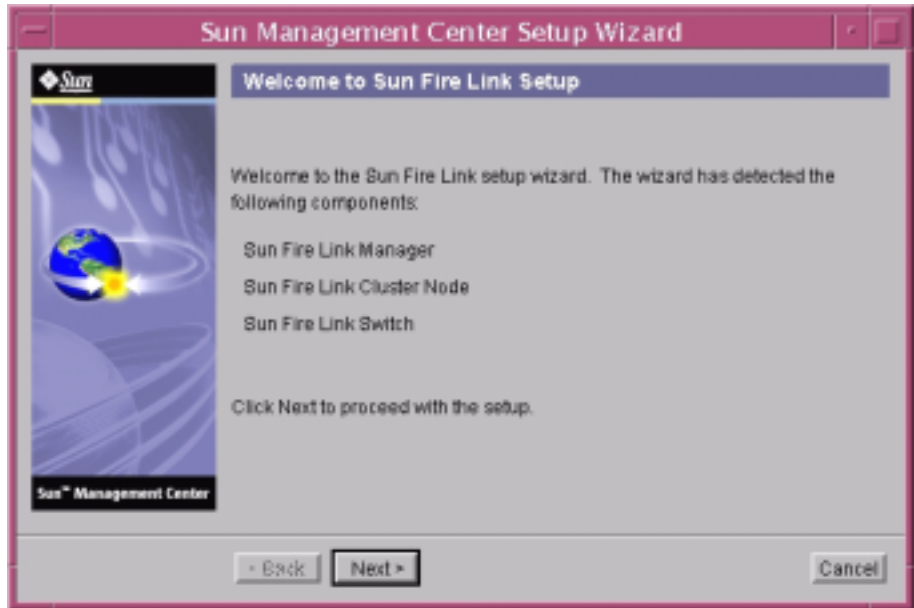 Sun Management Center Setup Wizard
Sun
Welcome to Sun Fire Link Setup
Welcome to the Sun Fire Link setup wizard. The wizard has detected the
following components:
Sun Fire Link Manager
Sun Fire Link Cluster Node
Sun Fire Link Switch
Click Next to proceed with the setup.
Sun™ Management Center
Back
Next
Cancel